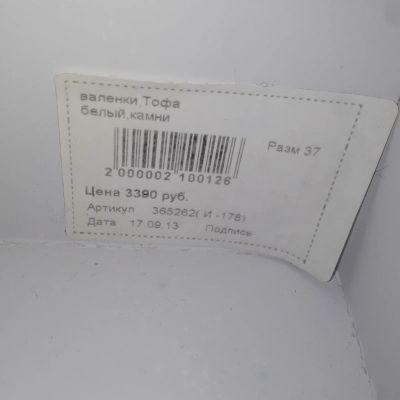 валенки,Тофа
белый,камни
Разм 37
2 000002 100126
Цена 3390 руб.
Артикул 365262( И -178)
Дата 17.09.13 Подпись